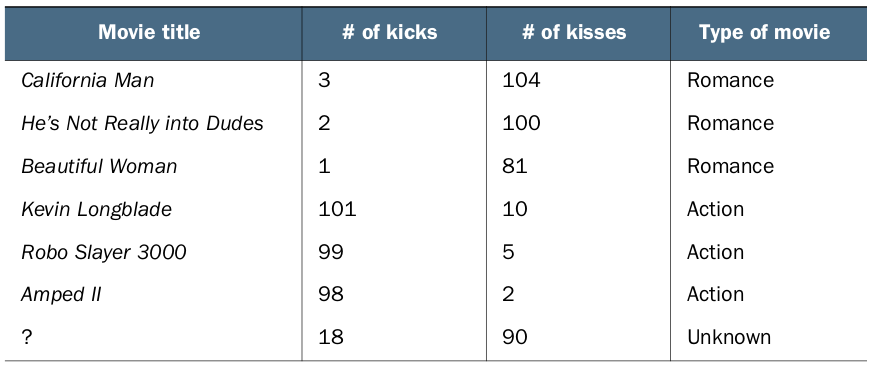 Movie title # of kicks # of kisses Type of movie
California Man 3 104 Romance
He's Not Really into Dudes 2 100 Romance
Beautiful Woman 1 81 Romance
Kevin Longblade 101 10 Action
Robo Slayer 3000 99 5 Action
Amped II 98 2 Action
? 18 90 Unknown